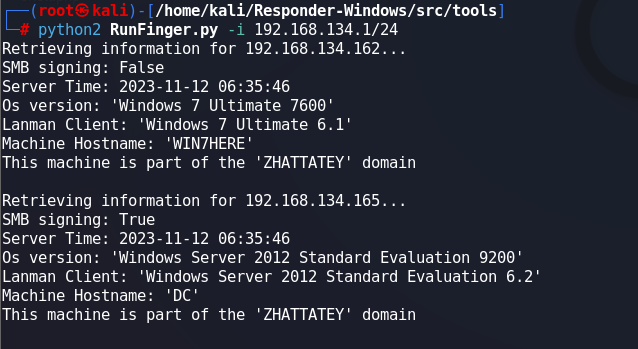 ┌──(root㉿kali)-[/home/kali/Responder-Windows/src/tools]
└─# python2 RunFinger.py -i 192.168.134.1/24
Retrieving information for 192.168.134.162...
SMB signing: False
Server Time: 2023-11-12 06:35:46
Os version: 'Windows 7 Ultimate 7600'
Lanman Client: 'Windows 7 Ultimate 6.1'
Machine Hostname: 'WIN7HERE'
This machine is part of the 'ZHATTATEY' domain
Retrieving information for 192.168.134.165...
SMB signing: True
Server Time: 2023-11-12 06:35:46
Os version: 'Windows Server 2012 Standard Evaluation 9200'
Lanman Client: 'Windows Server 2012 Standard Evaluation 6.2'
Machine Hostname: 'DC'
This machine is part of the 'ZHATTATEY' domain